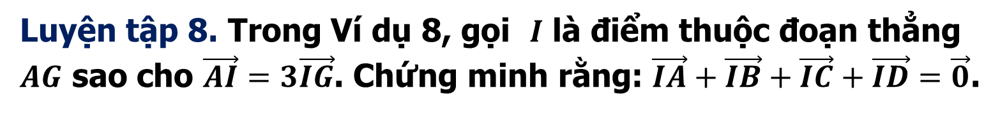 Luyện tập 8. Trong Ví dụ 8, gọi I là điểm thuộc đoạn thẳng
AG sao cho \overrightarrow{AI} = 3\overrightarrow{IG}. Chứng minh rằng: \overrightarrow{IA} + \overrightarrow{IB} + \overrightarrow{IC} + \overrightarrow{ID} = \overrightarrow{0}.